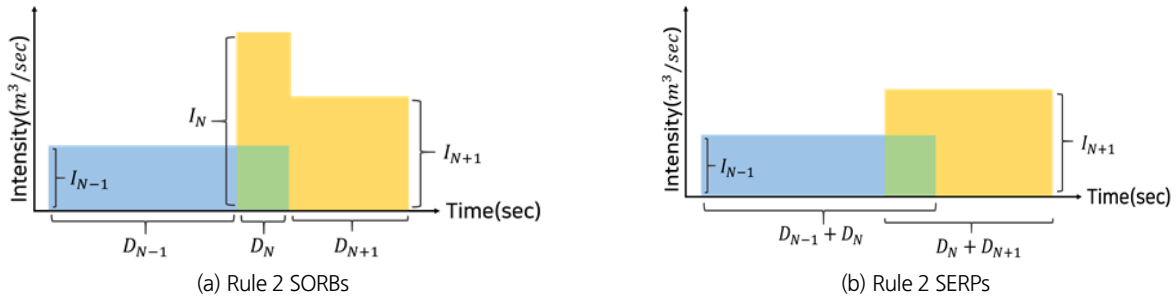 Intensity(m³/sec)
I_N
I_{N-1}
I_{N+1}
Time(sec)
D_{N-1}
D_N
D_{N+1}
(a) Rule 2 SORBs
Intensity(m³/sec)
I_{N-1}
I_{N+1}
Time(sec)
D_{N-1} + D_N
D_N + D_{N+1}
(b) Rule 2 SERPs